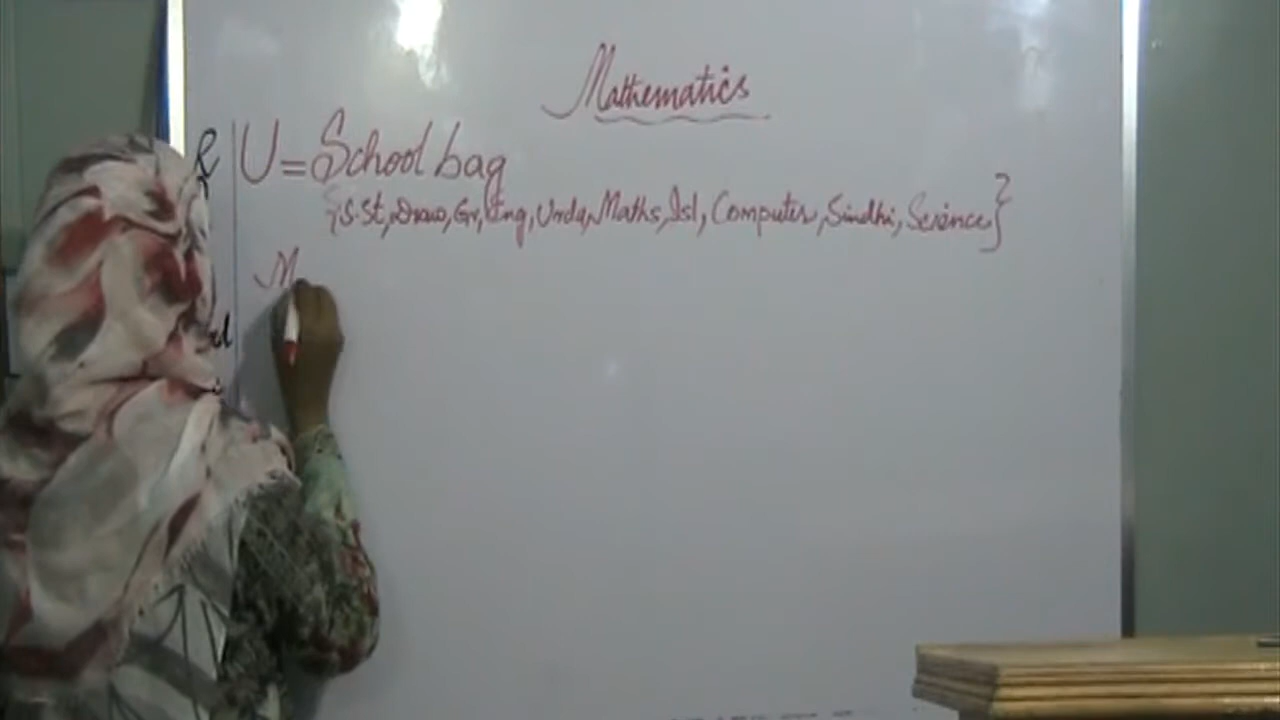 Mathematics
U = School bag
{S.St, Draw, Gr, Eng, Urdu, Maths, Isl, Computer, Sindhi, Science}
M